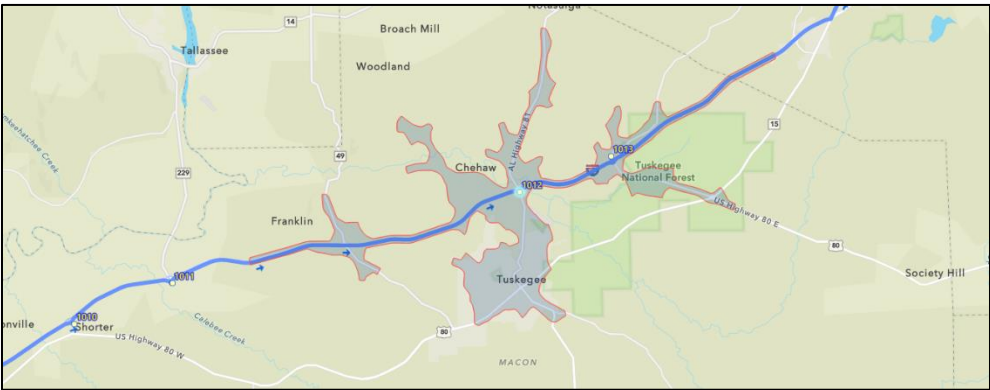 Notasulga
14
Broach Mill
Tallassee
Woodland
AL Highway 81
15
49
1013
Chehaw
Tuskegee
National Forest
229
1012
US Highway 80 E
Franklin
80
Society Hill
1011
Tuskegee
1010
Shorter
80
US Highway 80 W
Calebee Creek
MACON